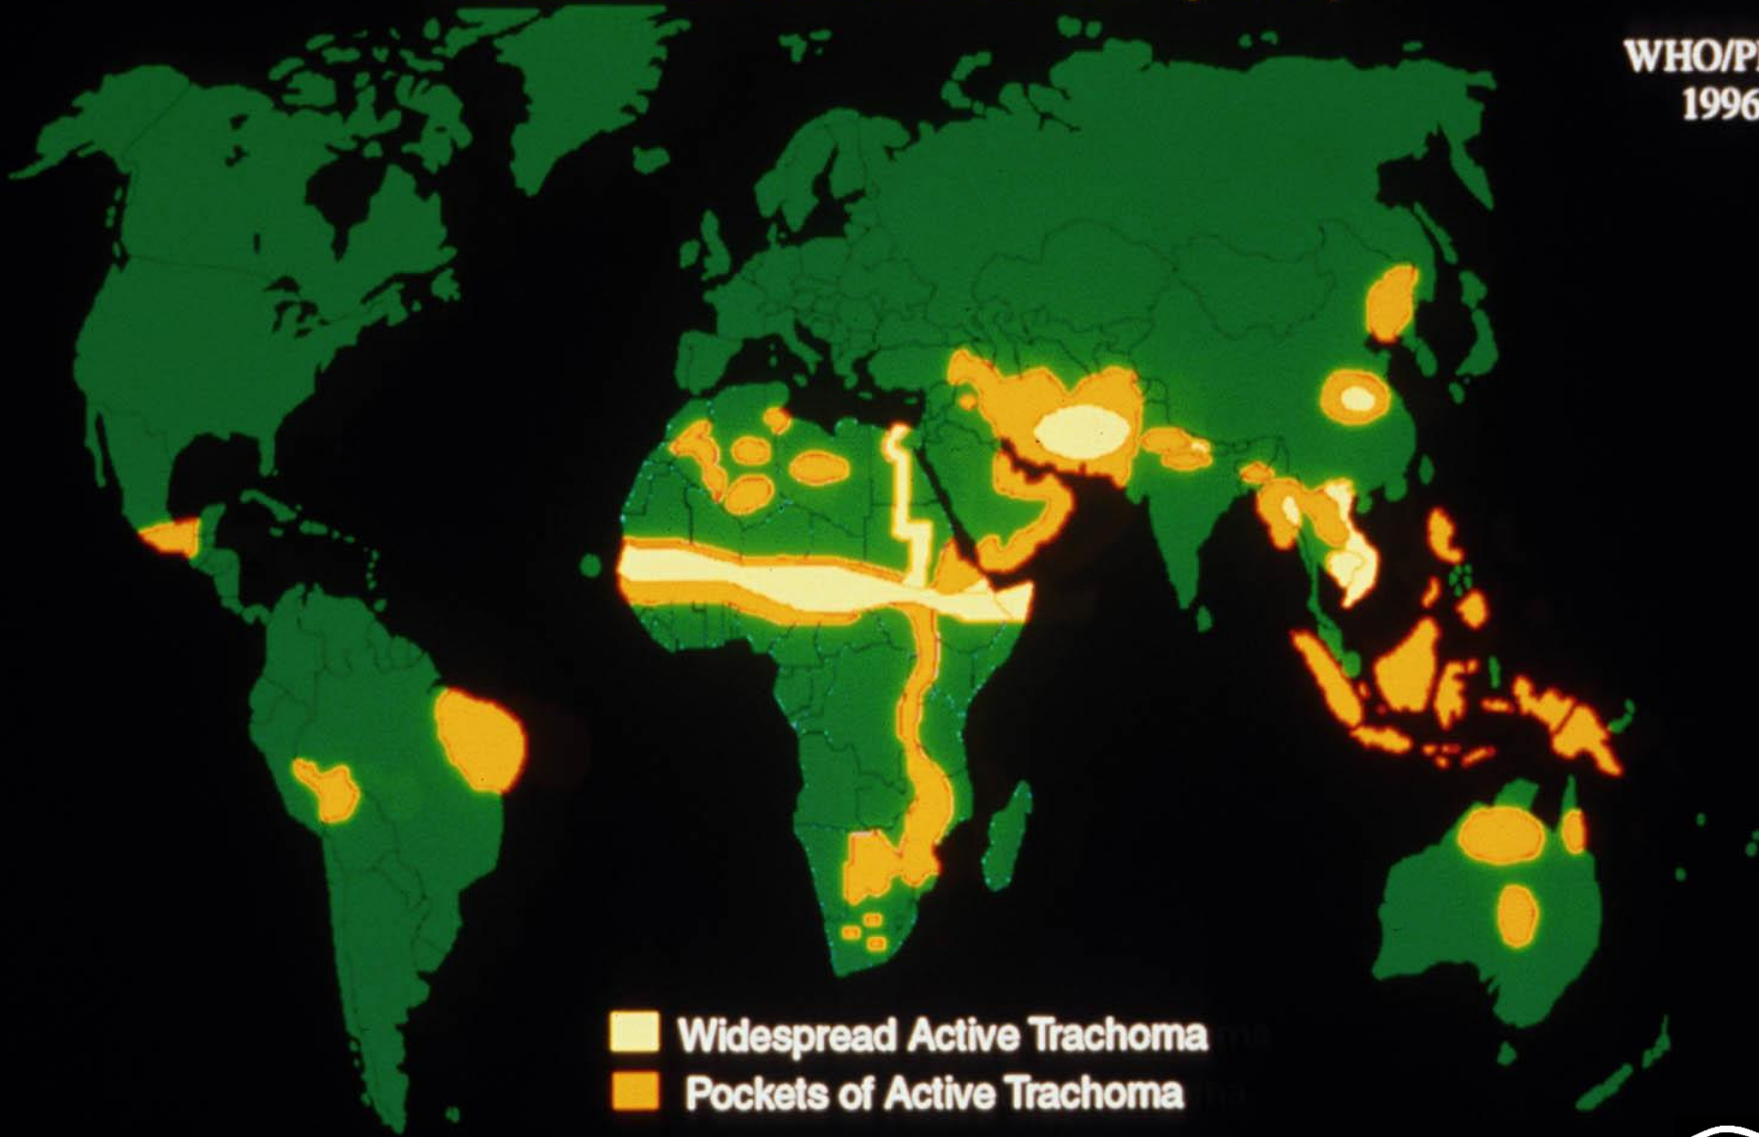 WHO/P
1996
Widespread Active Trachoma
Pockets of Active Trachoma